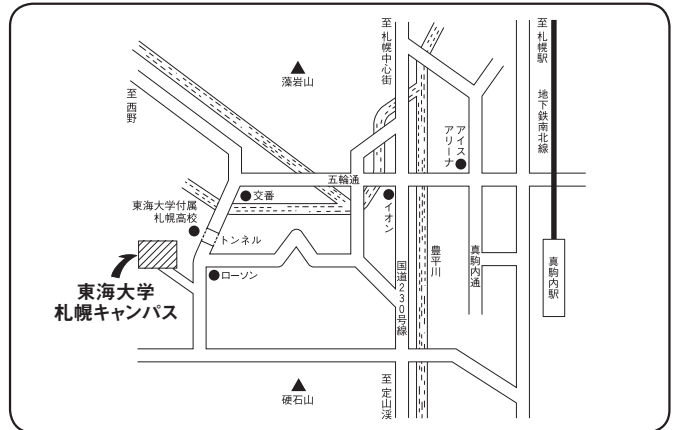 至札幌中心街
至札幌駅
地下鉄南北線
藻岩山
至西野
アイス
アリーナ
五輪通
交番
東海大学付属
札幌高校
イオン
トンネル
豊平川
真駒内通
真駒内駅
ローソン
国道230号線
東海大学
札幌キャンパス
硬石山
至定山渓